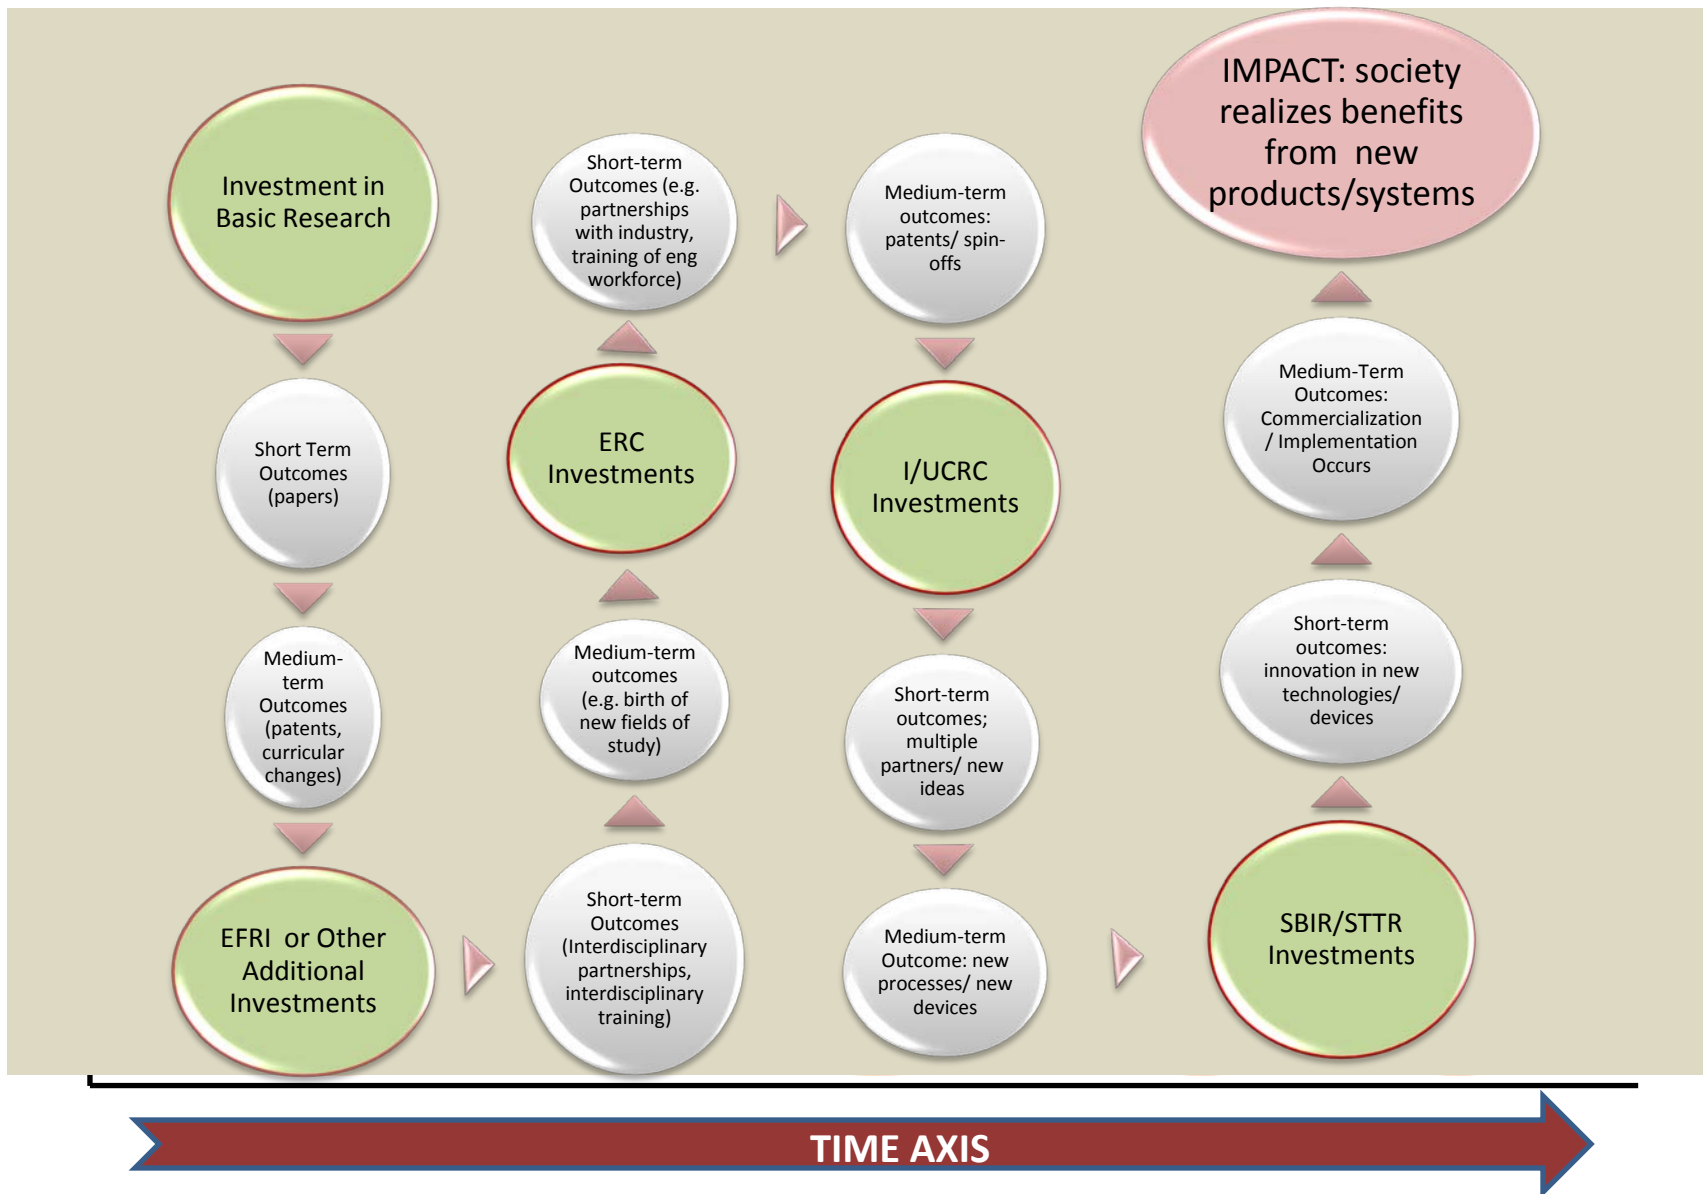 Investment in
Basic Research
Short Term
Outcomes
(papers)
Medium-
term
Outcomes
(patents,
curricular
changes)
EFRI or Other
Additional
Investments
Short-term
Outcomes
(Interdisciplinary
partnerships,
interdisciplinary
training)
Medium-term
outcomes
(e.g. birth of
new fields of
study)
ERC
Investments
Short-term
Outcomes (e.g.
partnerships
with industry,
training of eng
workforce)
Medium-term
outcomes:
patents/ spin-
offs
I/UCRC
Investments
Short-term
outcomes;
multiple
partners/ new
ideas
Medium-term
Outcome: new
processes/ new
devices
SBIR/STTR
Investments
Short-term
outcomes:
innovation in new
technologies/
devices
Medium-Term
Outcomes:
Commercialization
/ Implementation
Occurs
IMPACT: society
realizes benefits
from new
products/systems
TIME AXIS